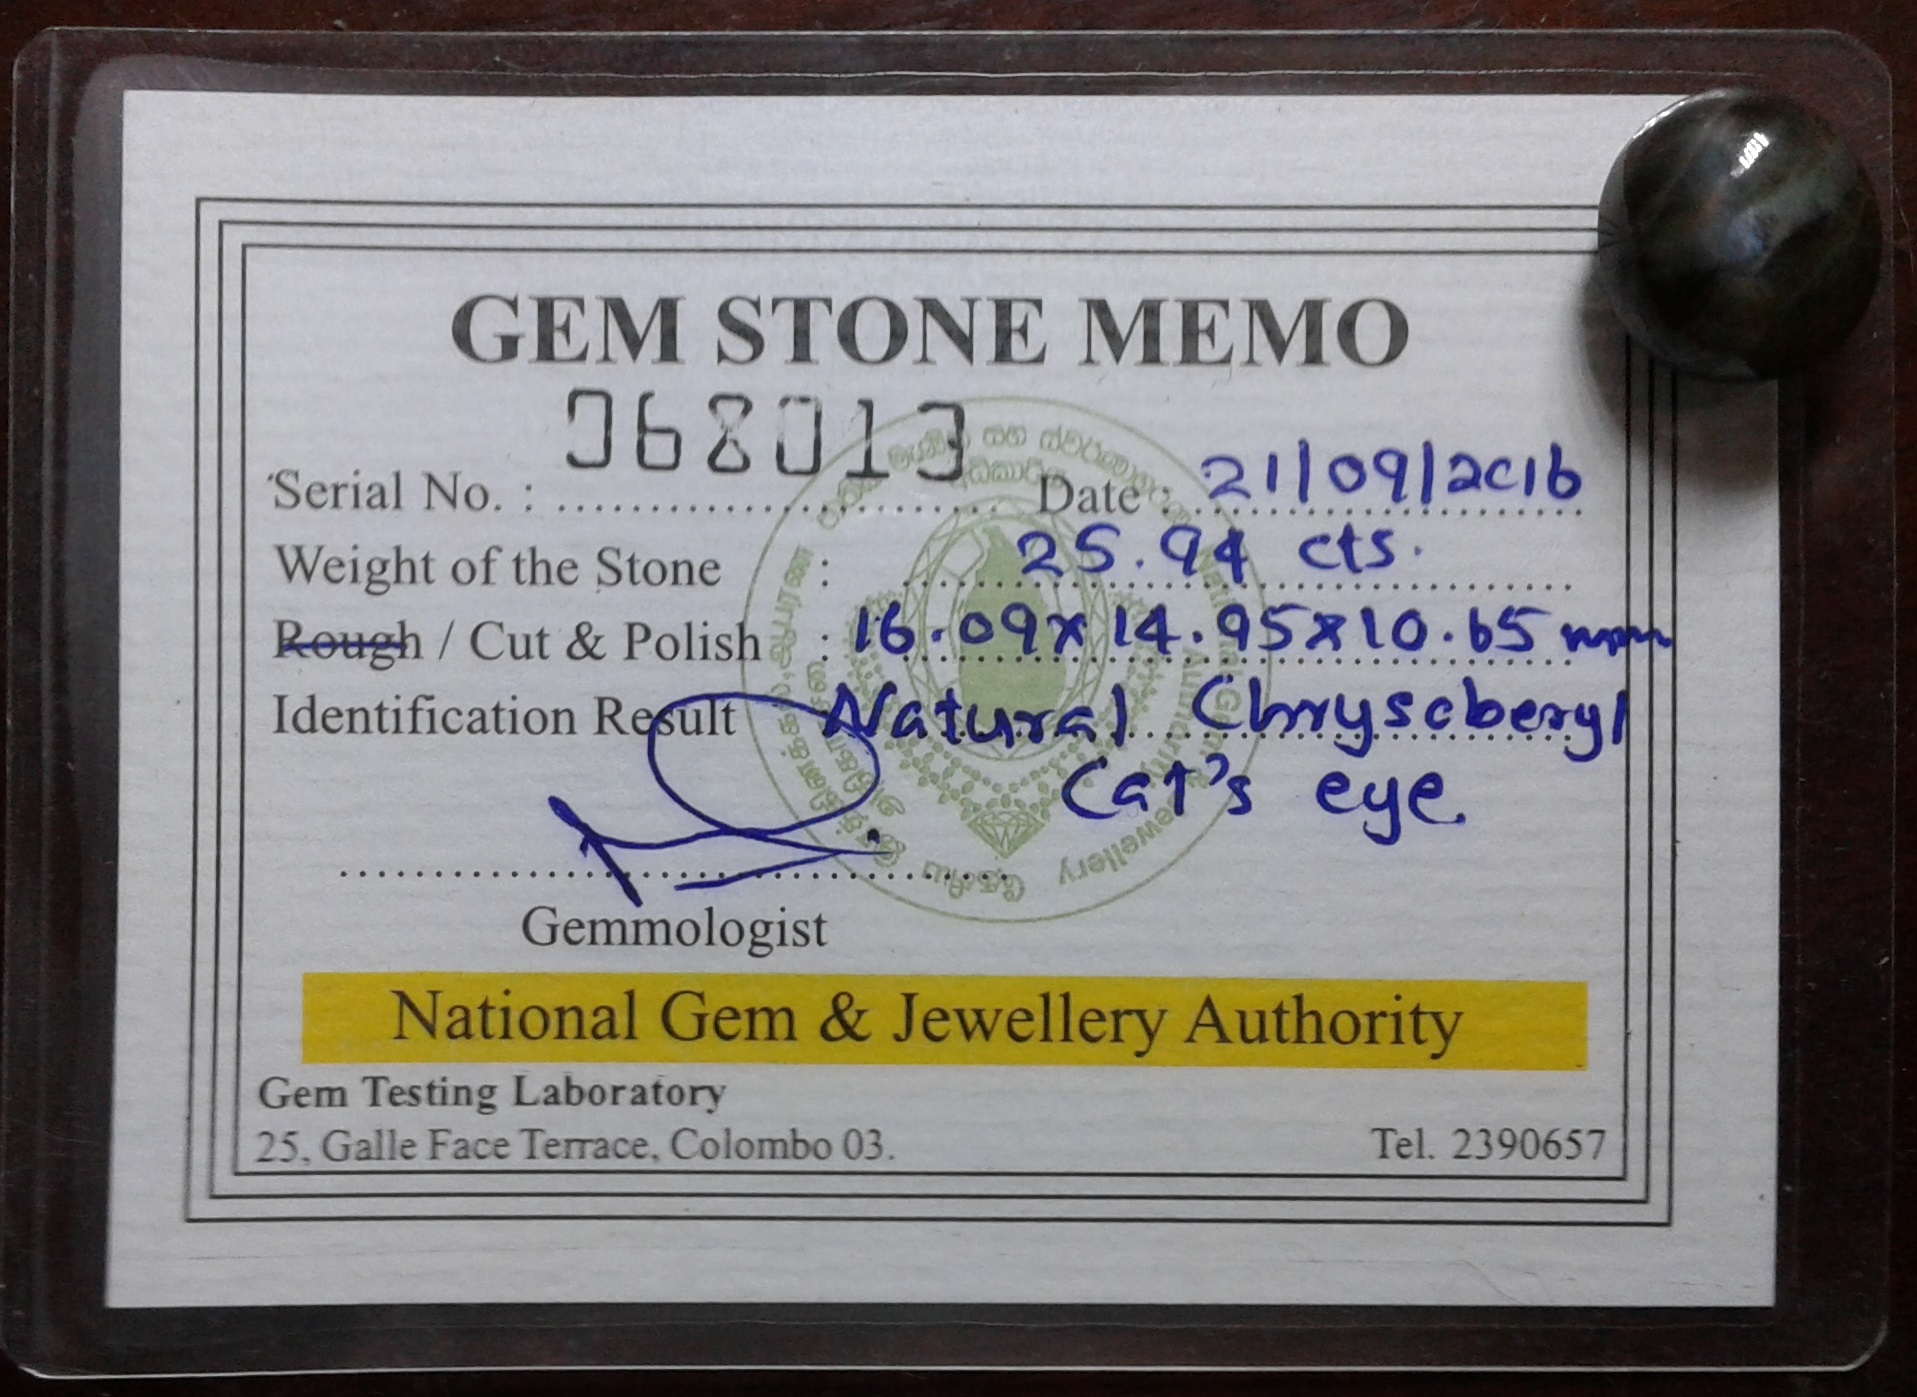 GEM STONE MEMO
068013
Serial No. : Date : 21/09/2016
Weight of the Stone : 25.94 cts.
Rough / Cut & Polish : 16.09x14.95x10.65 mm
Identification Result Natural Chrysoberyl
Cat's eye.
Gemmologist
National Gem & Jewellery Authority
Gem Testing Laboratory
25, Galle Face Terrace, Colombo 03. Tel. 2390657